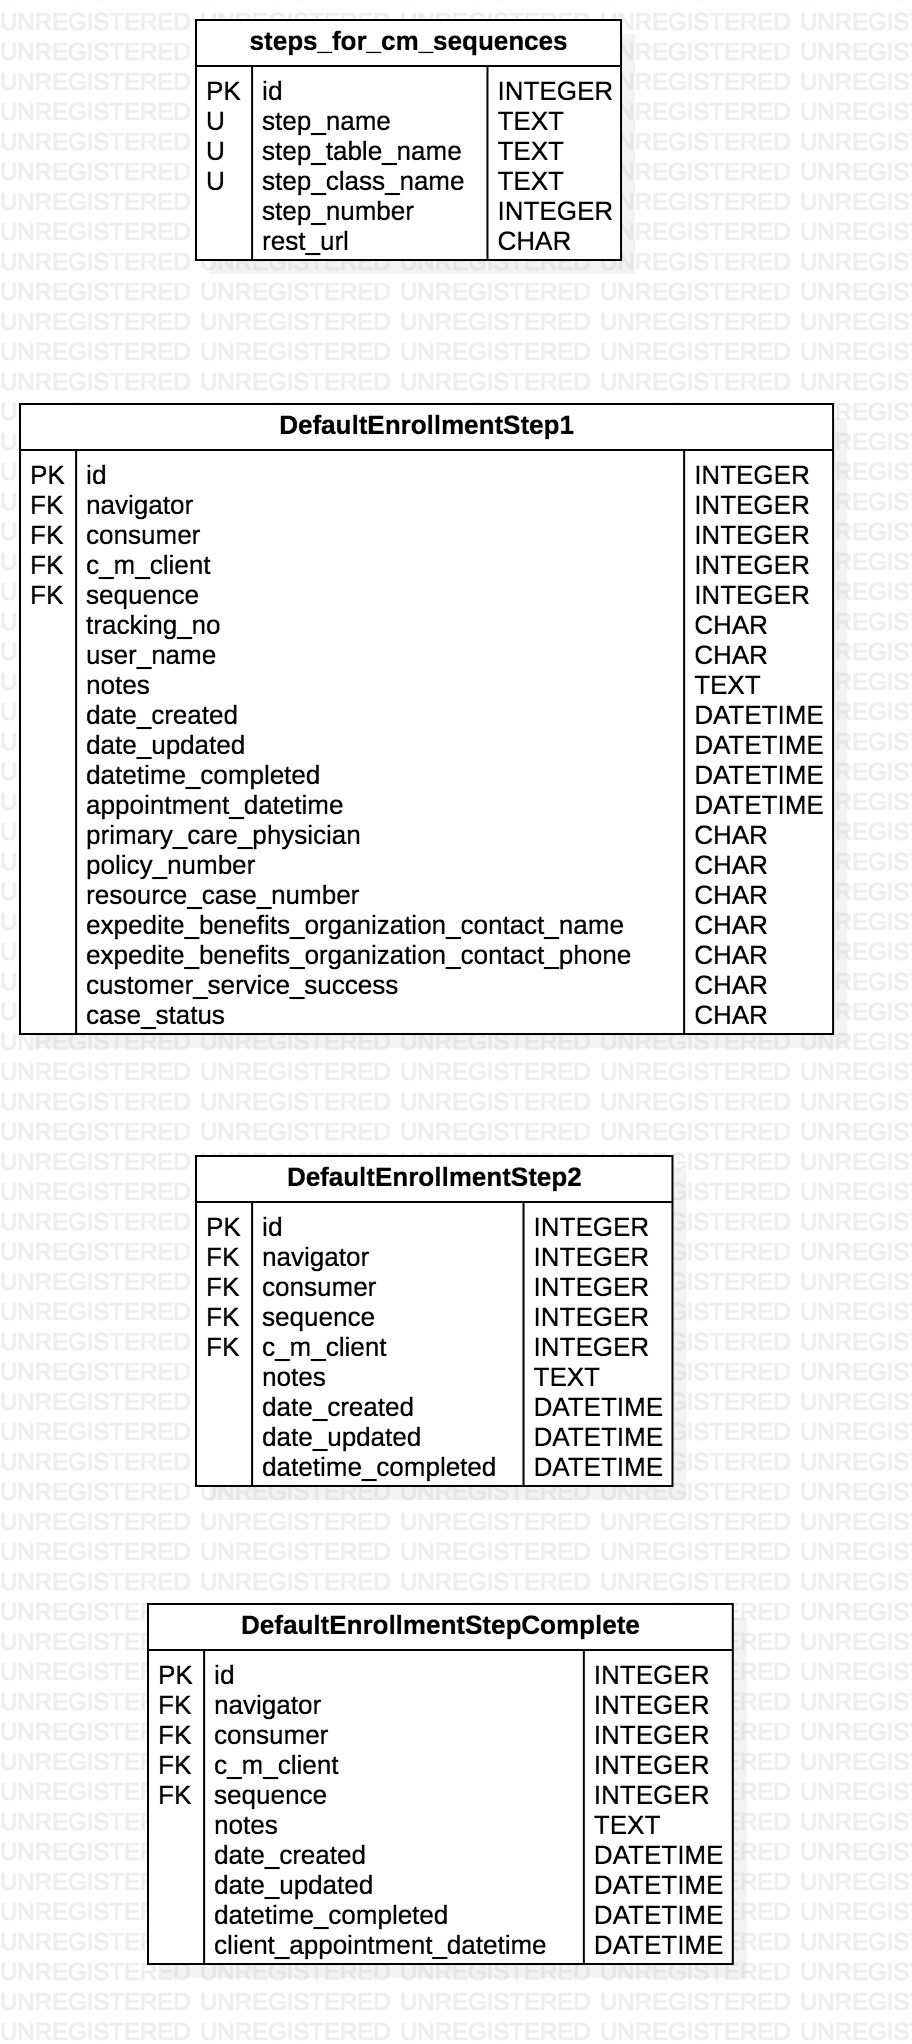 steps_for_cm_sequences
PK id INTEGER
U step_name TEXT
U step_table_name TEXT
U step_class_name TEXT
step_number INTEGER
rest_url CHAR
DefaultEnrollmentStep1
PK id INTEGER
FK navigator INTEGER
FK consumer INTEGER
FK c_m_client INTEGER
FK sequence INTEGER
tracking_no CHAR
user_name CHAR
notes TEXT
date_created DATETIME
date_updated DATETIME
datetime_completed DATETIME
appointment_datetime DATETIME
primary_care_physician CHAR
policy_number CHAR
resource_case_number CHAR
expedite_benefits_organization_contact_name CHAR
expedite_benefits_organization_contact_phone CHAR
customer_service_success CHAR
case_status CHAR
DefaultEnrollmentStep2
PK id INTEGER
FK navigator INTEGER
FK consumer INTEGER
FK sequence INTEGER
FK c_m_client INTEGER
notes TEXT
date_created DATETIME
date_updated DATETIME
datetime_completed DATETIME
DefaultEnrollmentStepComplete
PK id INTEGER
FK navigator INTEGER
FK consumer INTEGER
FK c_m_client INTEGER
FK sequence INTEGER
notes TEXT
date_created DATETIME
date_updated DATETIME
datetime_completed DATETIME
client_appointment_datetime DATETIME
UNREGISTERED